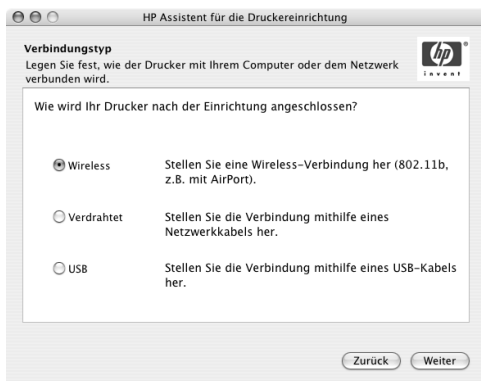 HP Assistent für die Druckereinrichtung
Verbindungstyp
Legen Sie fest, wie der Drucker mit Ihrem Computer oder dem Netzwerk
verbunden wird.
hp
®
invent
Wie wird Ihr Drucker nach der Einrichtung angeschlossen?
Wireless
Stellen Sie eine Wireless-Verbindung her (802.11b,
z.B. mit AirPort).
Verdrahtet
Stellen Sie die Verbindung mithilfe eines
Netzwerkkabels her.
USB
Stellen Sie die Verbindung mithilfe eines USB-Kabels
her.
Zurück
Weiter